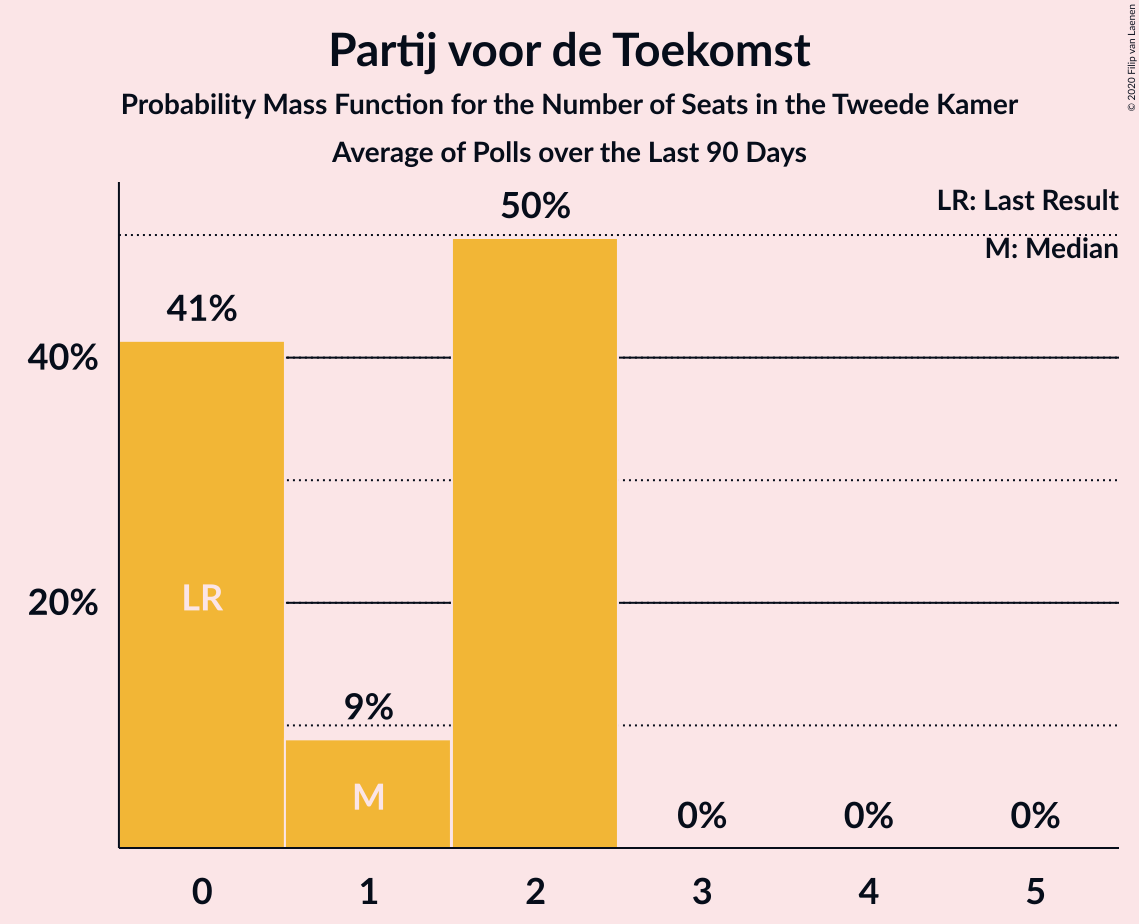 Partij voor de Toekomst
Probability Mass Function for the Number of Seats in the Tweede Kamer
Average of Polls over the Last 90 Days
© 2020 Filip van Laenen
LR: Last Result
M: Median
50%
41%
40%
LR
20%
9%
M
0% 0% 0%
0 1 2 3 4 5